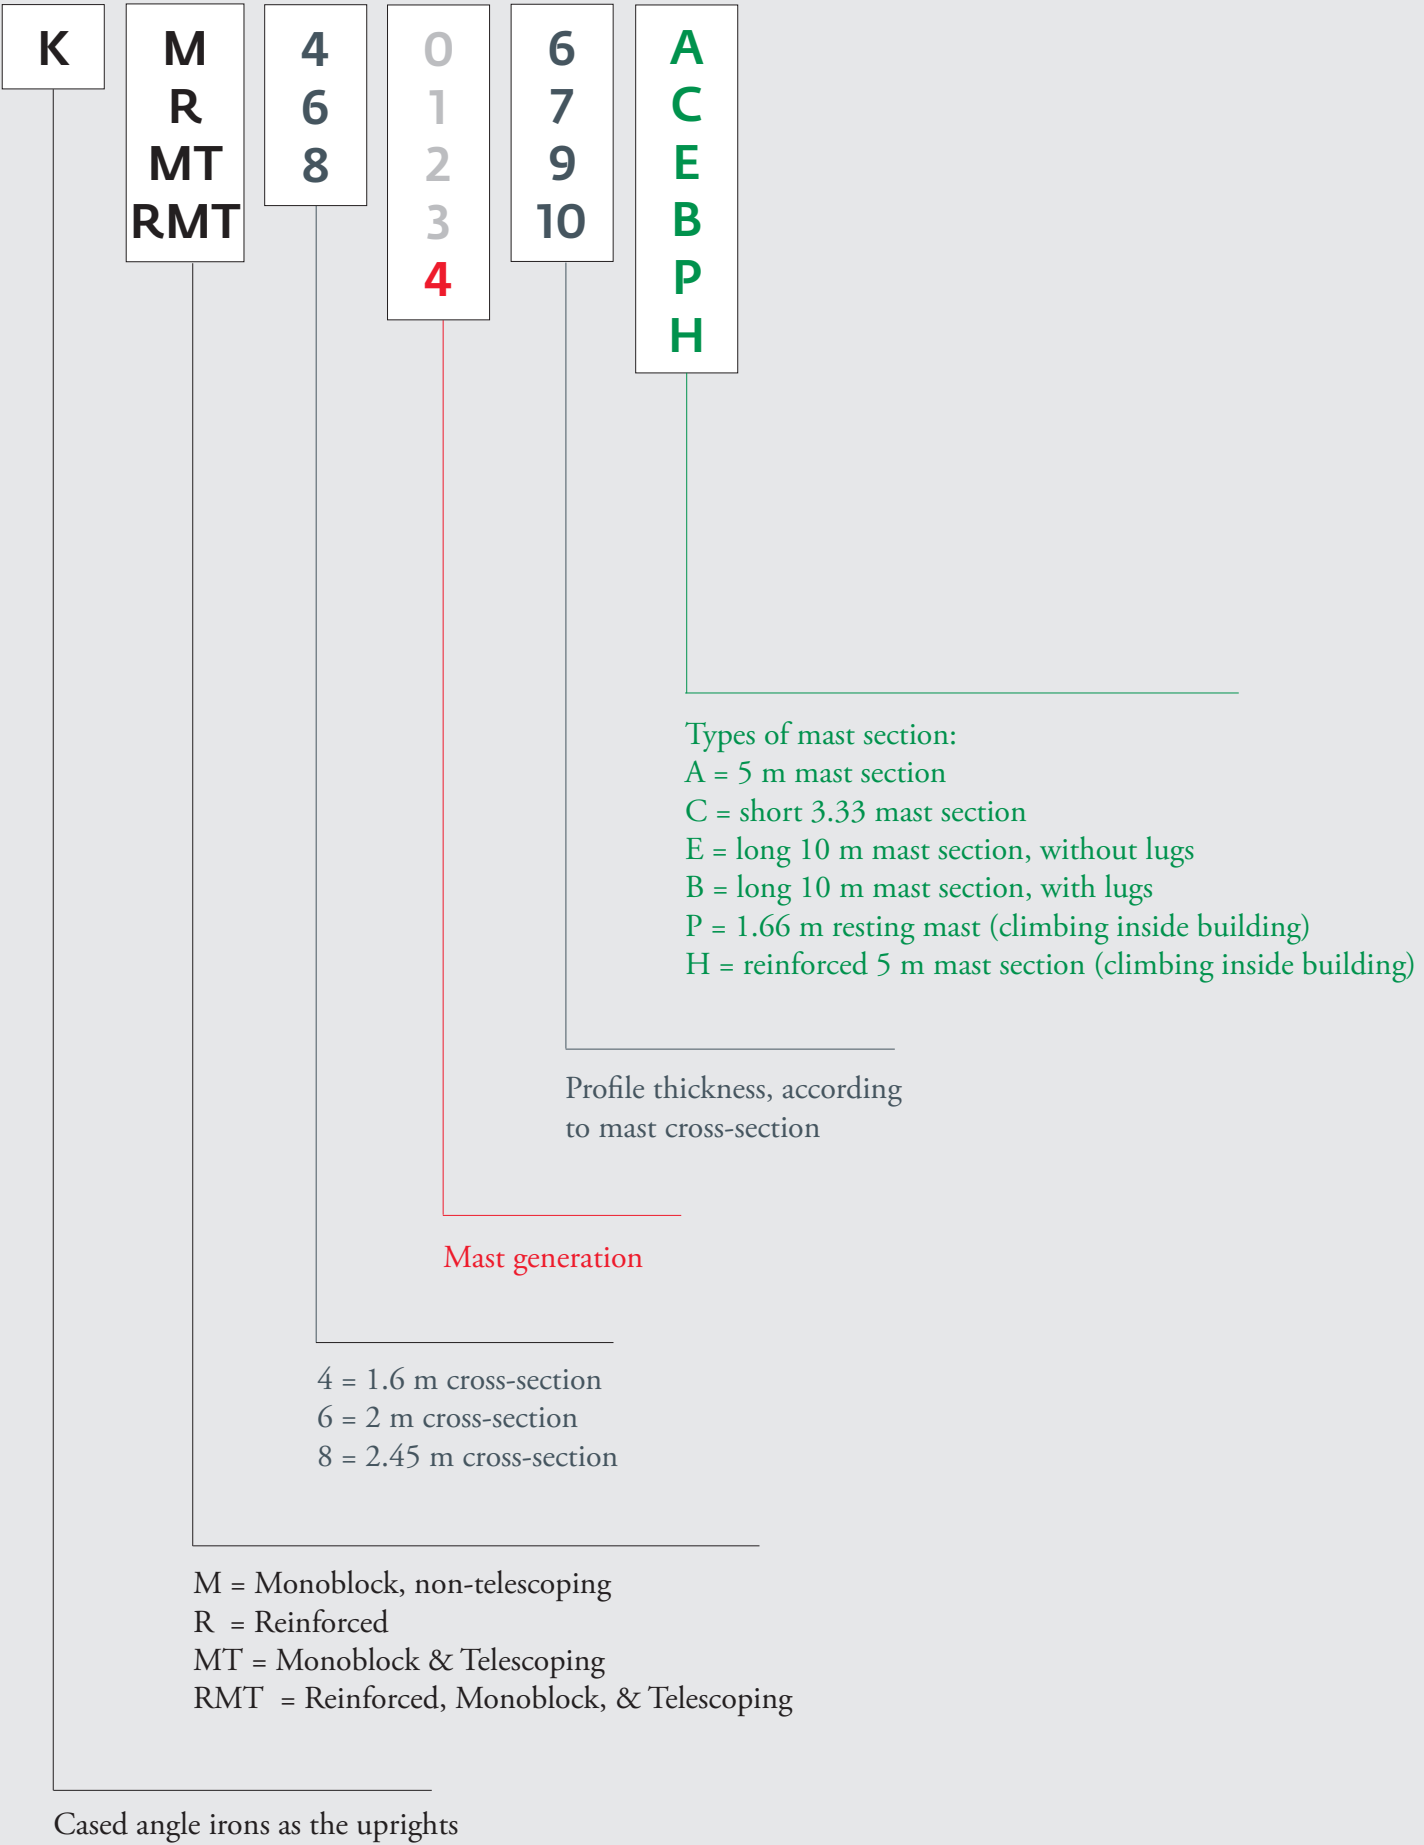 K M 4 0 6 A
R 6 1 7 C
MT 8 2 9 E
RMT 3 10 B
4 P
H
Types of mast section:
A = 5 m mast section
C = short 3.33 mast section
E = long 10 m mast section, without lugs
B = long 10 m mast section, with lugs
P = 1.66 m resting mast (climbing inside building)
H = reinforced 5 m mast section (climbing inside building)
Profile thickness, according
to mast cross-section
Mast generation
4 = 1.6 m cross-section
6 = 2 m cross-section
8 = 2.45 m cross-section
M = Monoblock, non-telescoping
R = Reinforced
MT = Monoblock & Telescoping
RMT = Reinforced, Monoblock, & Telescoping
Cased angle irons as the uprights